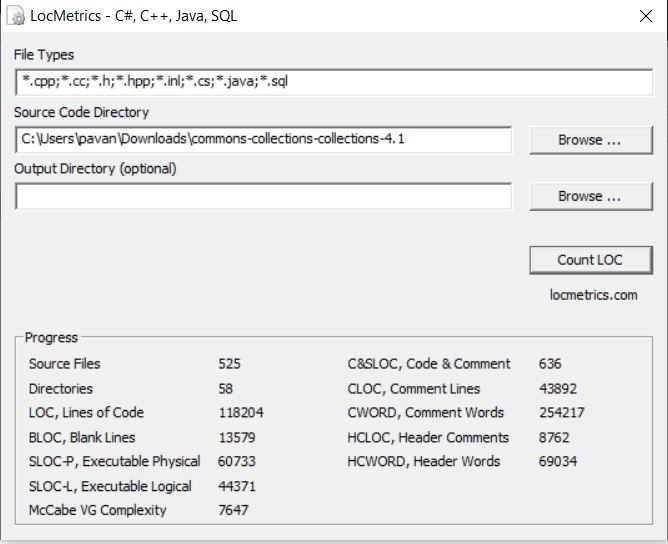 LocMetrics - C#, C++, Java, SQL
File Types
*.cpp;*.cc;*.h;*.hpp;*.inl;*.cs;*.java;*.sql
Source Code Directory
C:\Users\pavan\Downloads\commons-collections-collections-4.1
Browse ...
Output Directory (optional)
Browse ...
Count LOC
locmetrics.com
Progress
Source Files 525 C&SLOC, Code & Comment 636
Directories 58 CLOC, Comment Lines 43892
LOC, Lines of Code 118204 CWORD, Comment Words 254217
BLOC, Blank Lines 13579 HCLOC, Header Comments 8762
SLOC-P, Executable Physical 60733 HCWORD, Header Words 69034
SLOC-L, Executable Logical 44371
McCabe VG Complexity 7647